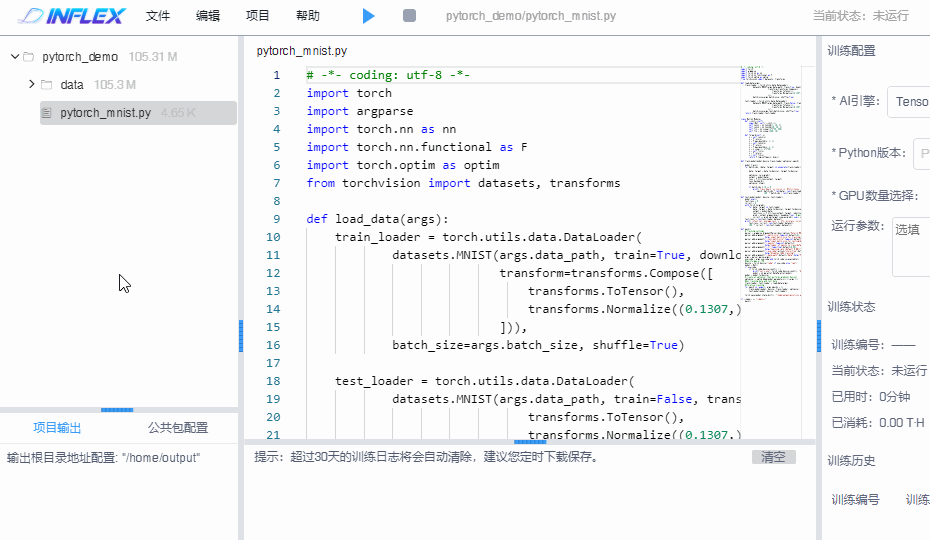 DINFLEX 文件 编辑 项目 帮助 pytorch_demo/pytorch_mnist.py 当前状态：未运行
pytorch_demo 105.31 M
data 105.3 M
pytorch_mnist.py 4.65 K
项目输出 公共包配置
输出根目录地址配置: "/home/output"
pytorch_mnist.py
1 # -*- coding: utf-8 -*-
2 import torch
3 import argparse
4 import torch.nn as nn
5 import torch.nn.functional as F
6 import torch.optim as optim
7 from torchvision import datasets, transforms
8
9 def load_data(args):
10 train_loader = torch.utils.data.DataLoader(
11 datasets.MNIST(args.data_path, train=True, downlo
12 transform=transforms.Compose([
13 transforms.ToTensor(),
14 transforms.Normalize((0.1307,)
15 ])),
16 batch_size=args.batch_size, shuffle=True)
17
18 test_loader = torch.utils.data.DataLoader(
19 datasets.MNIST(args.data_path, train=False, trans
20 transforms.ToTensor(),
21 transforms.Normalize((0.1307,)
提示：超过30天的训练日志将会自动清除，建议您定时下载保存。 清空
训练配置
* AI引擎: Tenso
* Python版本: P
* GPU数量选择:
运行参数: 选填
训练状态
训练编号: ——
当前状态: 未运行
已用时: 0分钟
已消耗: 0.00 T·H
训练历史
训练编号 训练